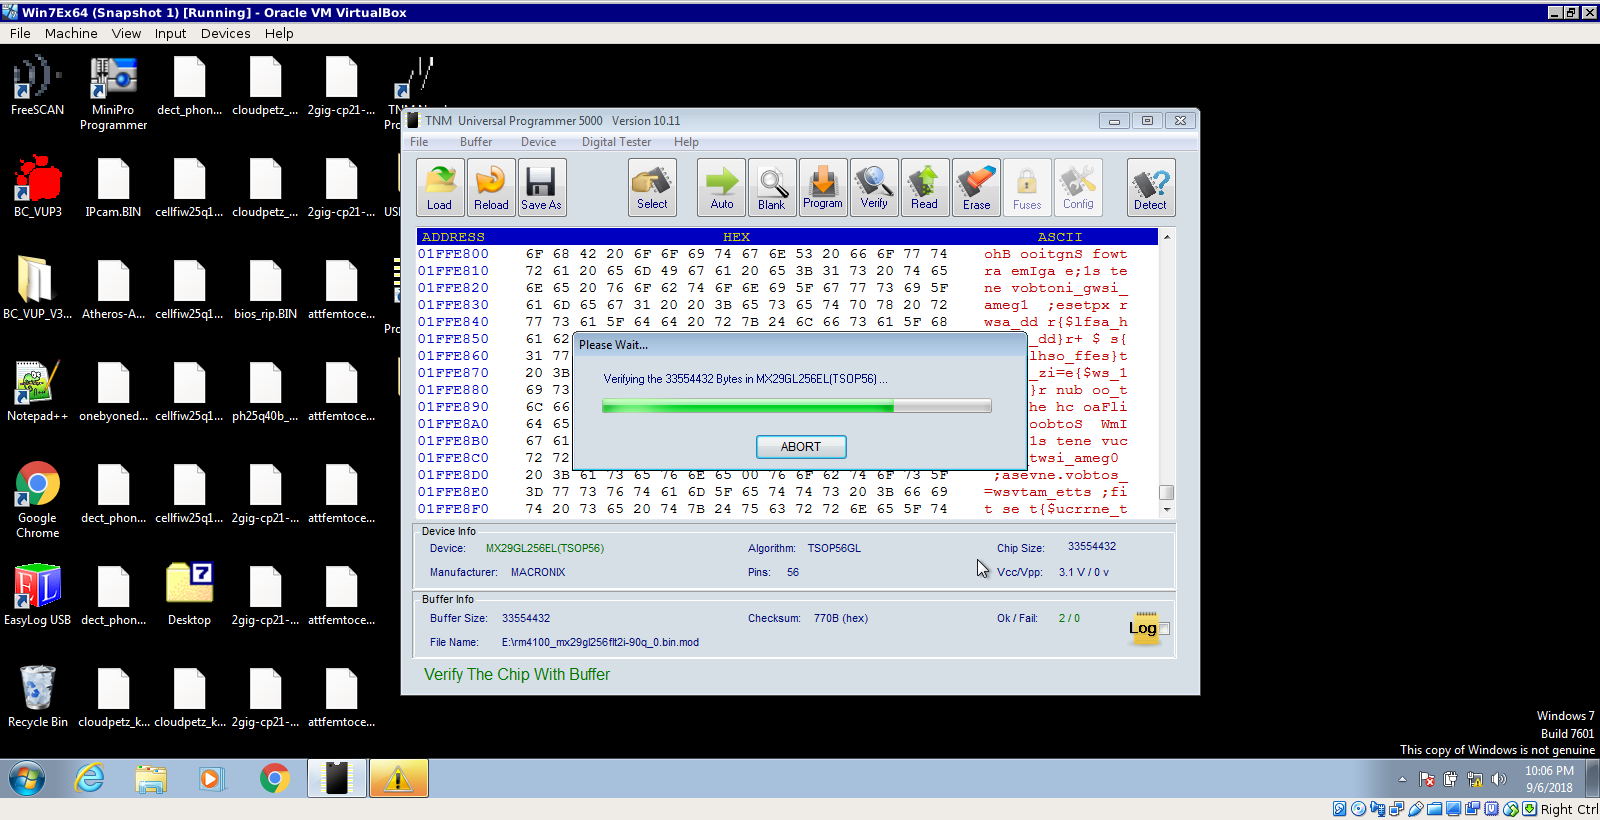 Win7Ex64 (Snapshot 1) [Running] - Oracle VM VirtualBox
File Machine View Input Devices Help
FreeSCAN
MiniPro Programmer
dect_phon...
cloudpetz_...
2gig-cp21-...
BC_VUP3
IPcam.BIN
cellfiw25q1...
cloudpetz_...
2gig-cp21-...
BC_VUP_V3...
Atheros-A...
cellfiw25q1...
bios_rip.BIN
attfemtoce...
Notepad++
onebyoned...
cellfiw25q1...
ph25q40b_...
attfemtoce...
Google Chrome
dect_phon...
cellfiw25q1...
2gig-cp21-...
attfemtoce...
EasyLog USB
dect_phon...
Desktop
2gig-cp21-...
attfemtoce...
Recycle Bin
cloudpetz_k...
cloudpetz_k...
2gig-cp21-...
attfemtoce...
TNM Universal Programmer 5000 Version 10.11
File Buffer Device Digital Tester Help
Load Reload Save As Select Auto Blank Program Verify Read Erase Fuses Config Detect
ADDRESS HEX ASCII
01FFE800 6F 68 42 20 6F 6F 69 74 67 6E 53 20 66 6F 77 74 ohB ooitgnS fowt
01FFE810 72 61 20 65 6D 49 67 61 20 65 3B 31 73 20 74 65 ra emIga e;1s te
01FFE820 6E 65 20 76 6F 62 74 6F 6E 69 5F 67 77 73 69 5F ne vobtoni_gwsi_
01FFE830 61 6D 65 67 31 20 20 3B 65 73 65 74 70 78 20 72 ameg1  ;esetpx r
01FFE840 77 73 61 5F 64 64 20 72 7B 24 6C 66 73 61 5F 68 wsa_dd r{$lfsa_h
01FFE850 61 62 _dd}r+ $ s{
01FFE860 31 77 lhso_ffes}t
01FFE870 20 3B _zi=e{$ws_1
01FFE880 69 73 }r nub oo_t
01FFE890 6C 66 he hc oaFli
01FFE8A0 64 65 oobtoS  WmI
01FFE8B0 67 61 1s tene vuc
01FFE8C0 72 72 twsi_ameg0
01FFE8D0 20 3B 61 73 65 76 6E 65 00 76 6F 62 74 6F 73 5F ;asevne.vobtos_
01FFE8E0 3D 77 73 76 74 61 6D 5F 65 74 74 73 20 3B 66 69 =wsvtam_etts ;fi
01FFE8F0 74 20 73 65 20 74 7B 24 75 63 72 72 6E 65 5F 74 t se t{$ucrrne_t
Please Wait...
Verifying the 33554432 Bytes in MX29GL256EL(TSOP56) ...
ABORT
Device Info
Device: MX29GL256EL(TSOP56) Algorithm: TSOP56GL Chip Size: 33554432
Manufacturer: MACRONIX Pins: 56 Vcc/Vpp: 3.1 V / 0 v
Buffer Info
Buffer Size: 33554432 Checksum: 770B (hex) Ok / Fail: 2 / 0
Log
File Name: E:\rm4100_mx29gl256flt2i-90q_0.bin.mod
Verify The Chip With Buffer
Windows 7
Build 7601
This copy of Windows is not genuine
10:06 PM
9/6/2018
Right Ctrl